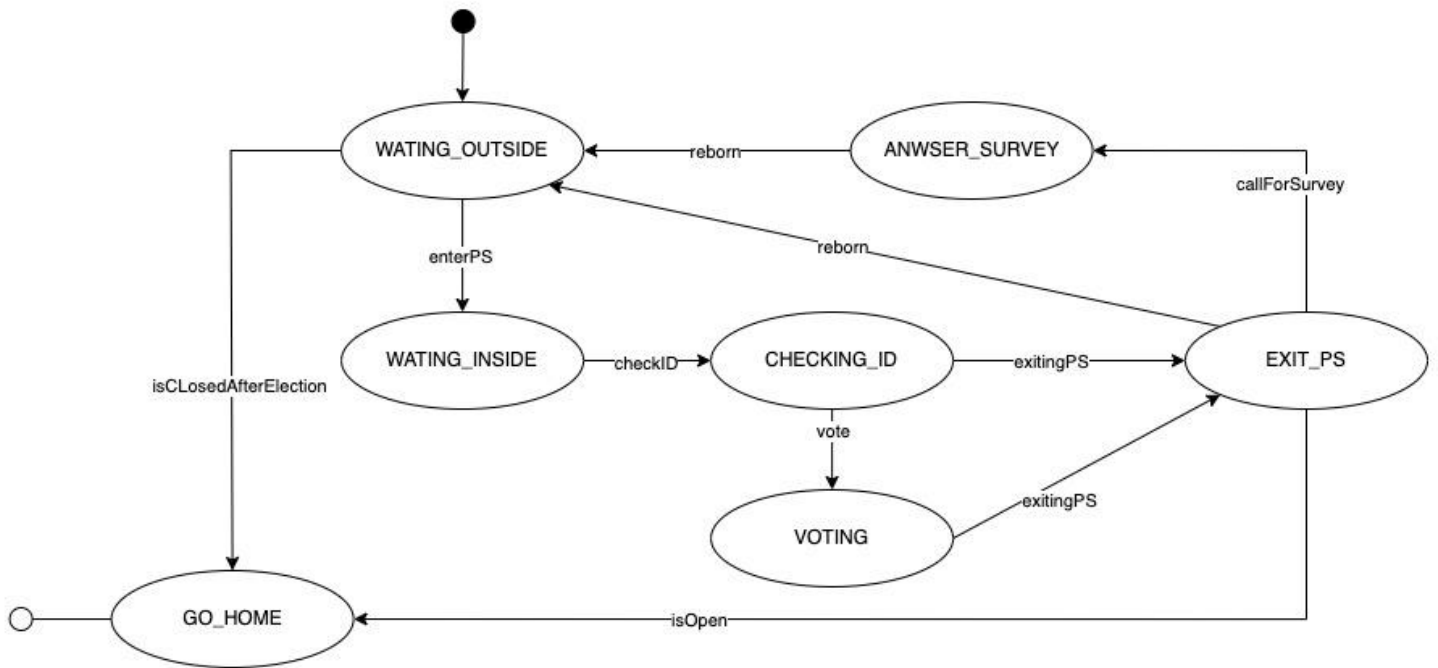 WATING_OUTSIDE
reborn
ANWSER_SURVEY
callForSurvey
reborn
enterPS
WATING_INSIDE
checkID
CHECKING_ID
exitingPS
EXIT_PS
isCLosedAfterElection
vote
exitingPS
VOTING
GO_HOME
isOpen